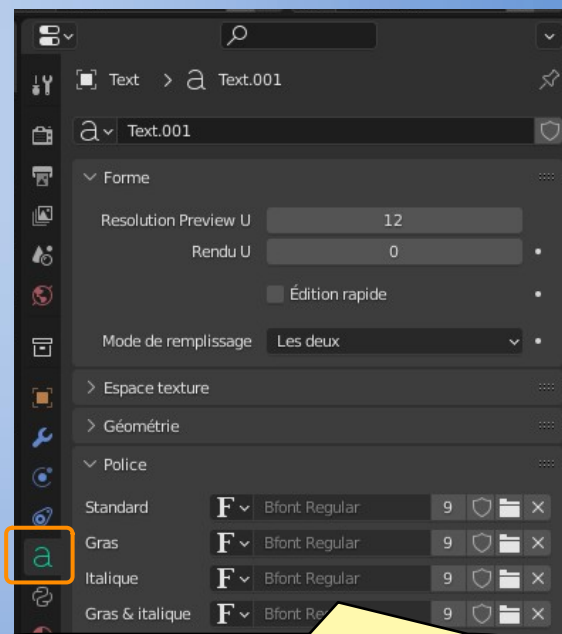 Text > a Text.001
a Text.001
Forme
Resolution Preview U 12
Rendu U 0
Édition rapide
Mode de remplissage Les deux
Espace texture
Géométrie
Police
Standard F Bfont Regular 9
Gras F Bfont Regular 9
a
Italique F Bfont Regular 9
Gras & italique F Bfont 9